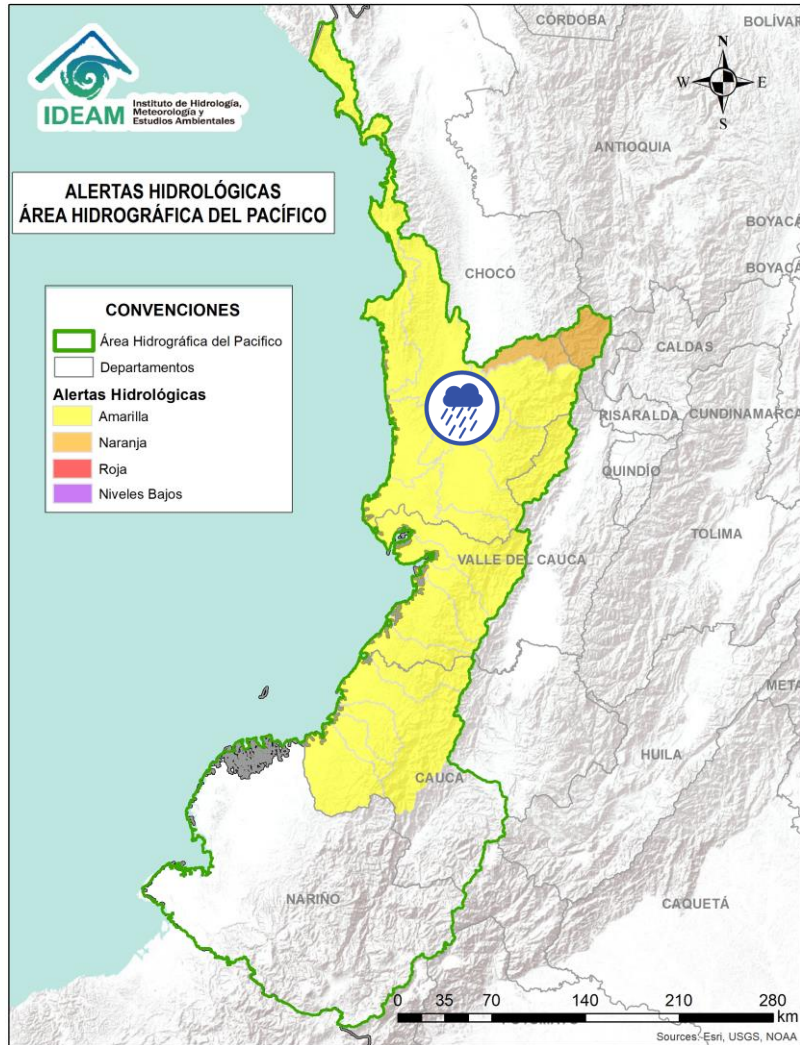 CÓRDOBA
BOLÍVAR
IDEAM
Instituto de Hidrología,
Meteorología y
Estudios Ambientales
N
W E
S
ANTIOQUIA
ALERTAS HIDROLÓGICAS
ÁREA HIDROGRÁFICA DEL PACÍFICO
BOYACÁ
BOYACÁ
CHOCÓ
CONVENCIONES
Área Hidrográfica del Pacifico
Departamentos
Alertas Hidrológicas
Amarilla
Naranja
Roja
Niveles Bajos
CALDAS
RISARALDA
CUNDINAMARCA
QUINDÍO
TOLIMA
VALLE DEL CAUCA
META
HUILA
CAUCA
NARIÑO
CAQUETÁ
0 35 70 140 210 280
km
Sources: Esri, USGS, NOAA